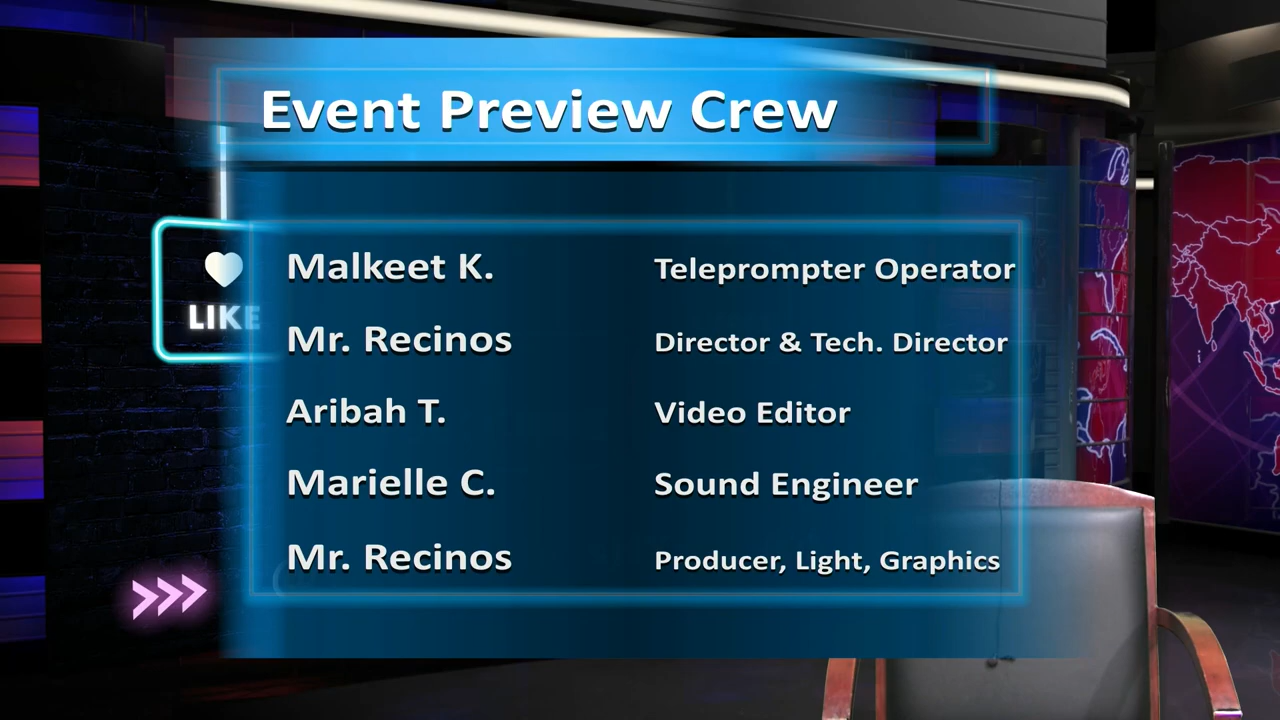 Event Preview Crew
LIKE
Malkeet K. Teleprompter Operator
Mr. Recinos Director & Tech. Director
Aribah T. Video Editor
Marielle C. Sound Engineer
Mr. Recinos Producer, Light, Graphics